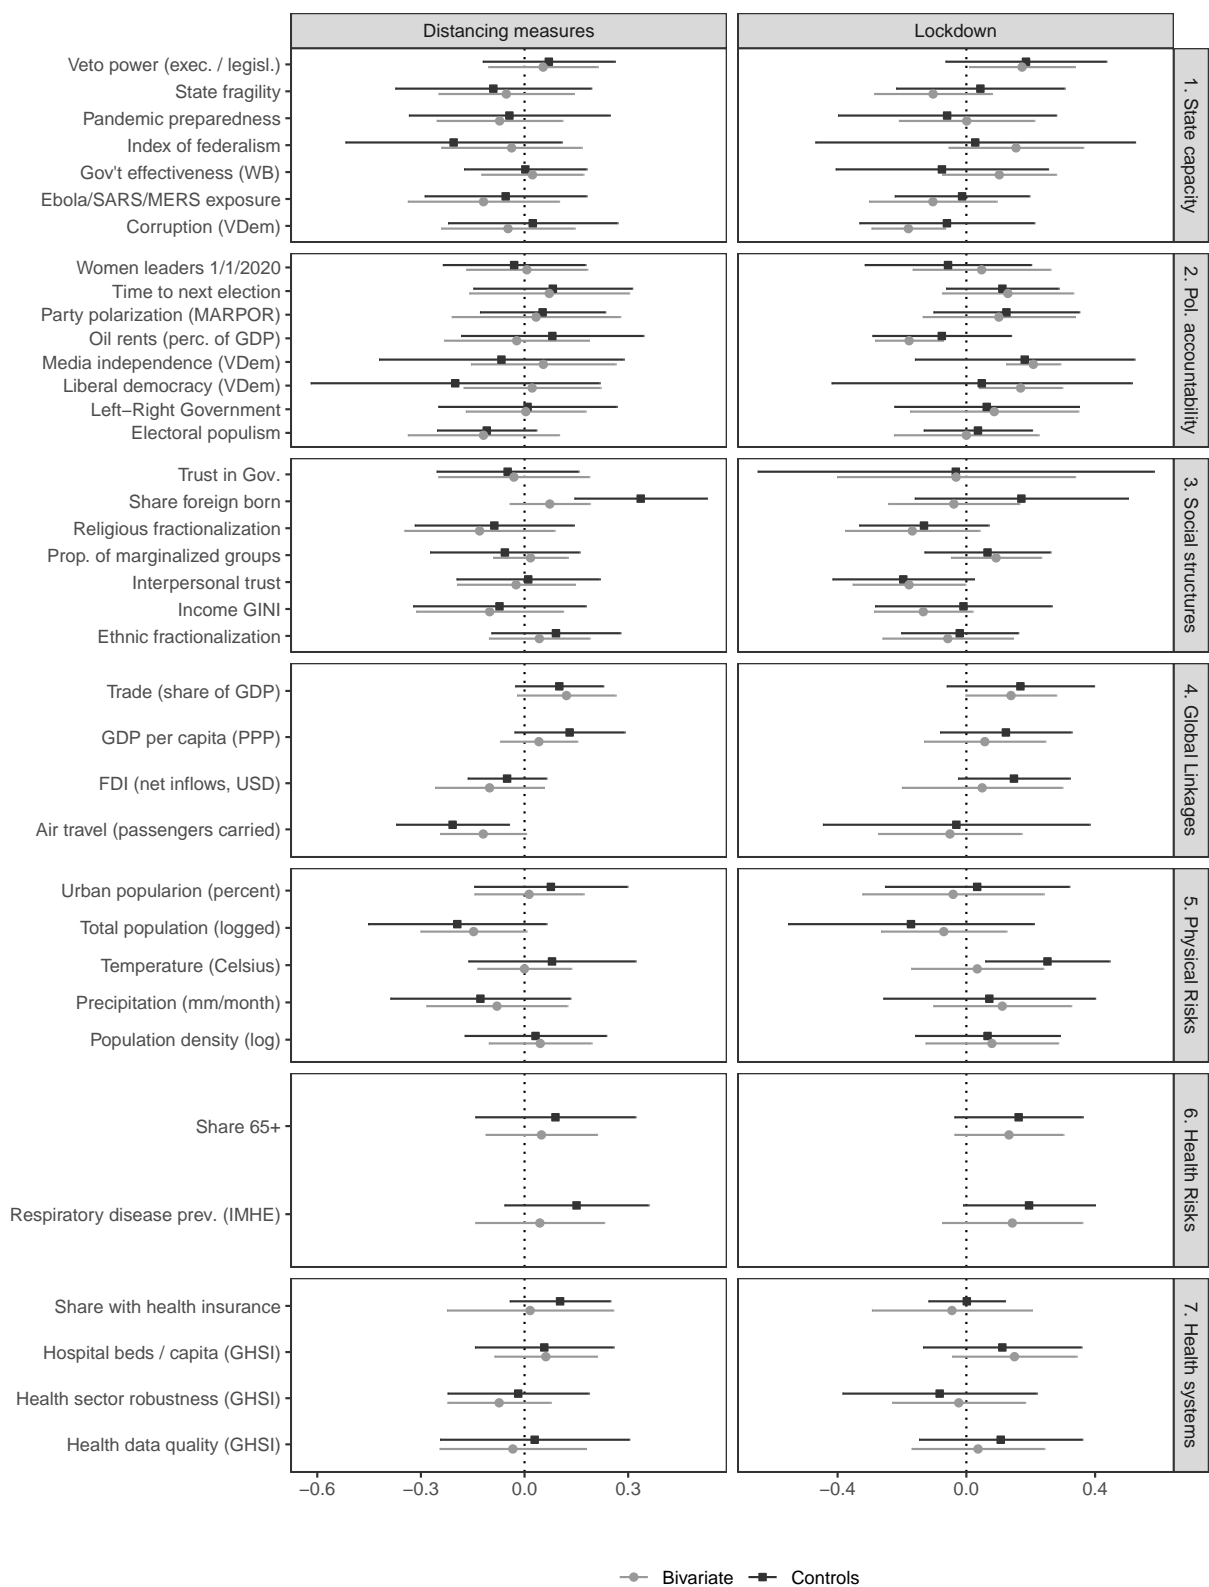 Distancing measures
Lockdown
Veto power (exec. / legisl.)
State fragility
Pandemic preparedness
Index of federalism
Gov't effectiveness (WB)
Ebola/SARS/MERS exposure
Corruption (VDem)
1. State capacity
Women leaders 1/1/2020
Time to next election
Party polarization (MARPOR)
Oil rents (perc. of GDP)
Media independence (VDem)
Liberal democracy (VDem)
Left−Right Government
Electoral populism
2. Pol. accountability
Trust in Gov.
Share foreign born
Religious fractionalization
Prop. of marginalized groups
Interpersonal trust
Income GINI
Ethnic fractionalization
3. Social structures
Trade (share of GDP)
GDP per capita (PPP)
FDI (net inflows, USD)
Air travel (passengers carried)
4. Global Linkages
Urban popularion (percent)
Total population (logged)
Temperature (Celsius)
Precipitation (mm/month)
Population density (log)
5. Physical Risks
Share 65+
Respiratory disease prev. (IMHE)
6. Health Risks
Share with health insurance
Hospital beds / capita (GHSI)
Health sector robustness (GHSI)
Health data quality (GHSI)
7. Health systems
−0.6 −0.3 0.0 0.3
−0.4 0.0 0.4
Bivariate Controls